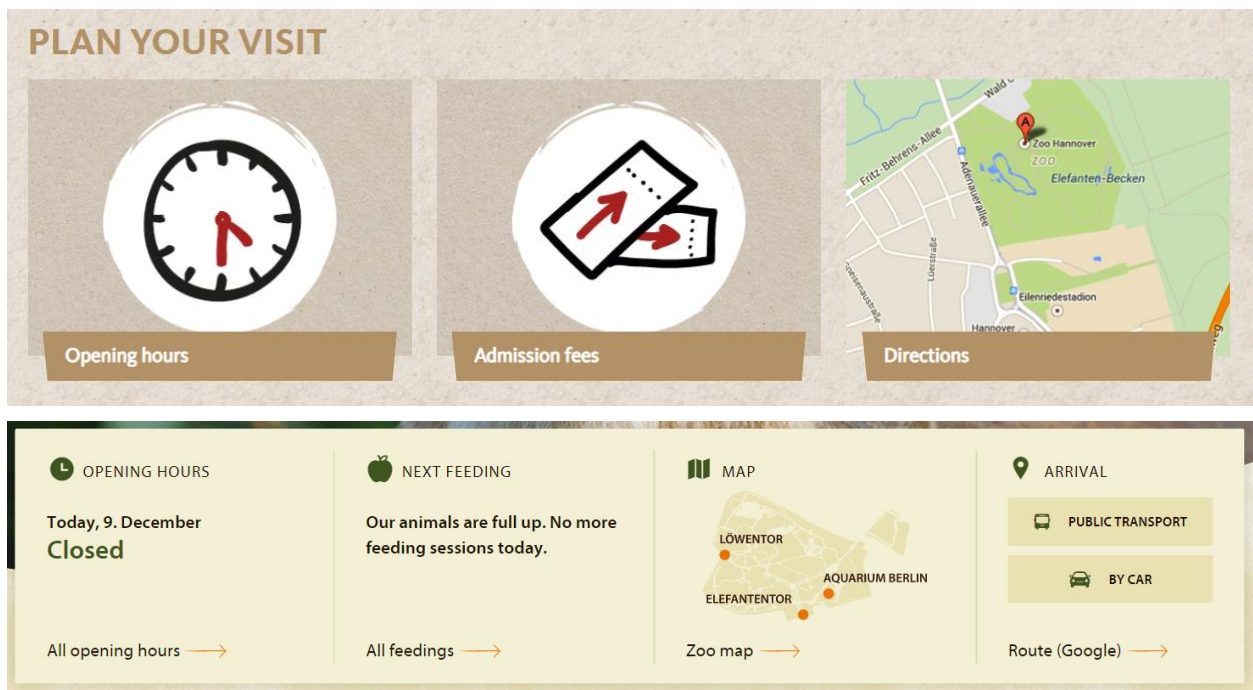 PLAN YOUR VISIT
Wald
Fritz-Behrens-Allee
Adenauerallee
A
Zoo Hannover
ZOO
Elefanten-Becken
Lüerstraße
Eilenriedestadion
Hannover
Opening hours
Admission fees
Directions
OPENING HOURS
Today, 9. December
Closed
All opening hours
NEXT FEEDING
Our animals are full up. No more
feeding sessions today.
All feedings
MAP
LÖWENTOR
AQUARIUM BERLIN
ELEFANTENTOR
Zoo map
ARRIVAL
PUBLIC TRANSPORT
BY CAR
Route (Google)